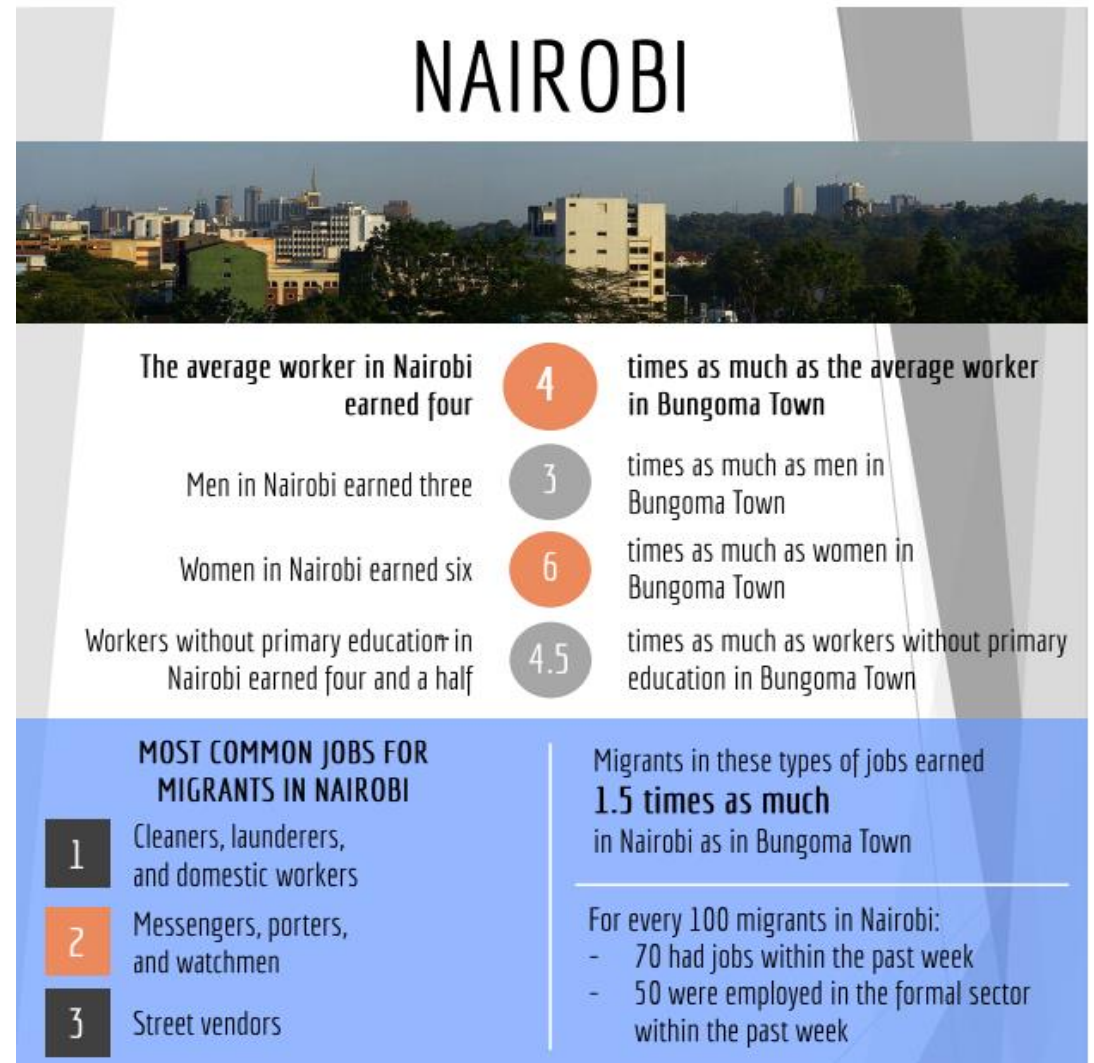 NAIROBI
The average worker in Nairobi
earned four
4
times as much as the average worker
in Bungoma Town
Men in Nairobi earned three
3
times as much as men in
Bungoma Town
Women in Nairobi earned six
6
times as much as women in
Bungoma Town
Workers without primary education in
Nairobi earned four and a half
4.5
times as much as workers without primary
education in Bungoma Town
MOST COMMON JOBS FOR
MIGRANTS IN NAIROBI
1
Cleaners, launderers,
and domestic workers
2
Messengers, porters,
and watchmen
3
Street vendors
Migrants in these types of jobs earned
1.5 times as much
in Nairobi as in Bungoma Town
For every 100 migrants in Nairobi:
- 70 had jobs within the past week
- 50 were employed in the formal sector
within the past week